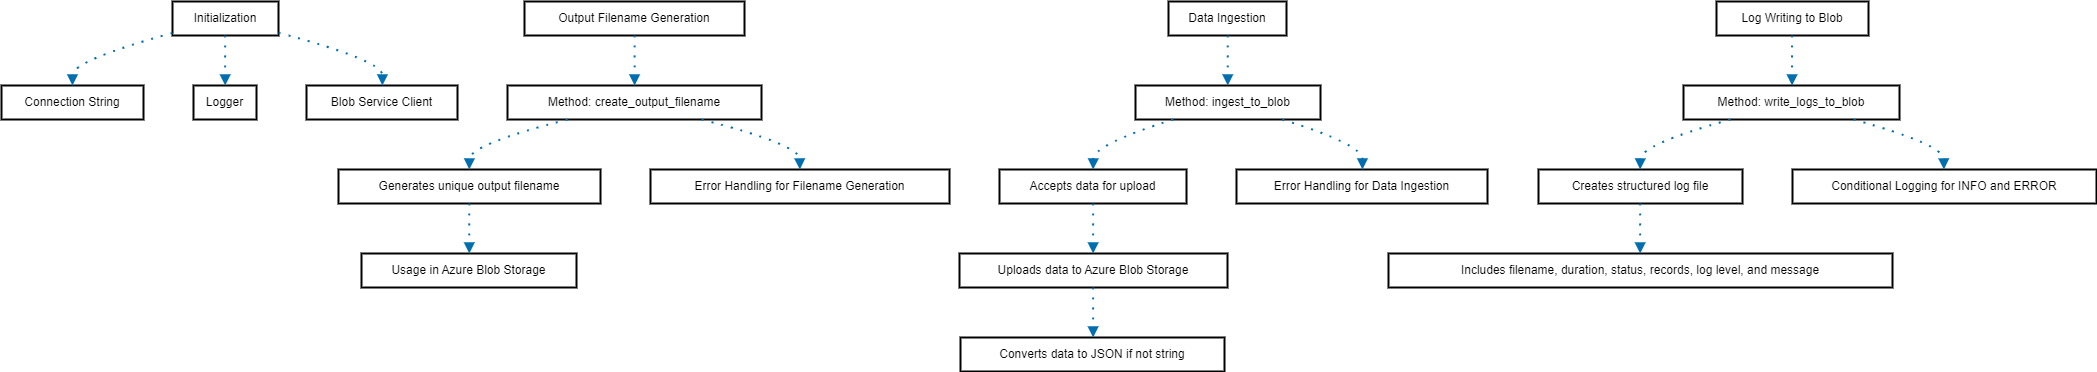 Initialization
Output Filename Generation
Data Ingestion
Log Writing to Blob
Connection String
Logger
Blob Service Client
Method: create_output_filename
Method: ingest_to_blob
Method: write_logs_to_blob
Generates unique output filename
Error Handling for Filename Generation
Accepts data for upload
Error Handling for Data Ingestion
Creates structured log file
Conditional Logging for INFO and ERROR
Usage in Azure Blob Storage
Uploads data to Azure Blob Storage
Includes filename, duration, status, records, log level, and message
Converts data to JSON if not string